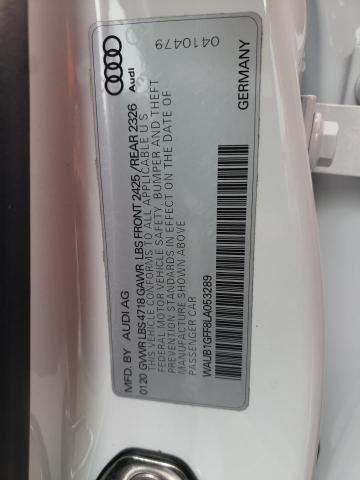 Audi
0410479
MFD. BY AUDI AG
0120 GVWR LBS 4718 GAWR LBS FRONT 2425 / REAR 2326
THIS VEHICLE CONFORMS TO ALL APPLICABLE U S
FEDERAL MOTOR VEHICLE SAFETY, BUMPER AND THEFT
PREVENTION STANDARDS IN EFFECT ON THE DATE OF
MANUFACTURE SHOWN ABOVE
PASSENGER CAR
WAUB1GFF8LA053289
GERMANY